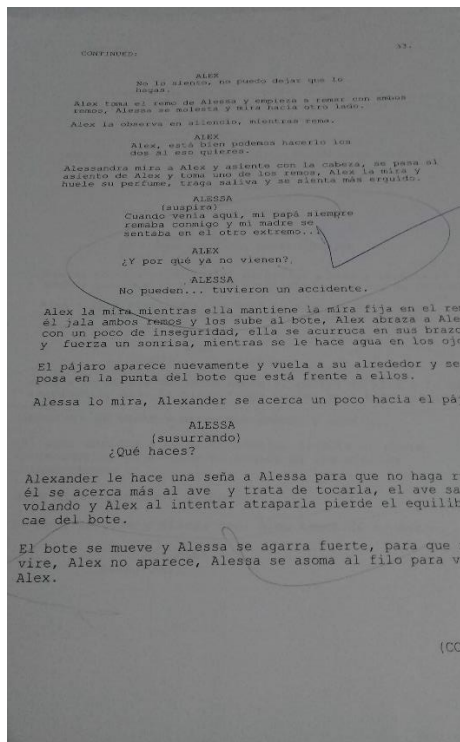 CONTINUED:
33.
ALEX
No lo siento, no puedo dejar que lo
hagas.
Alex toma el remo de Alessa y empieza a remar con ambos
remos, Alessa se molesta y mira hacia otro lado.
Alex la observa en silencio, mientras rema.
ALEX
Alex, está bien podemos hacerlo los
dos si eso quieres.
Alessandra mira a Alex y asiente con la cabeza, se pasa al
asiento de Alex y toma uno de los remos, Alex la mira y
huele su perfume, traga saliva y se sienta más erguido.
ALESSA
(suspira)
Cuando venía aquí, mi papá siempre
remaba conmigo y mi madre se
sentaba en el otro extremo...
ALEX
¿Y por qué ya no vienen?
ALESSA
No pueden... tuvieron un accidente.
Alex la mira mientras ella mantiene la mira fija en el re
él jala ambos remos y los sube al bote, Alex abraza a Ale
con un poco de inseguridad, ella se acurruca en sus brazo
y fuerza un sonrisa, mientras se le hace agua en los ojo
El pájaro aparece nuevamente y vuela a su alrededor y se
posa en la punta del bote que está frente a ellos.
Alessa lo mira, Alexander se acerca un poco hacia el pá
ALESSA
(susurrando)
¿Qué haces?
Alexander le hace una seña a Alessa para que no haga r
él se acerca más al ave y trata de tocarla, el ave sa
volando y Alex al intentar atraparla pierde el equilib
cae del bote.
El bote se mueve y Alessa se agarra fuerte, para que
vire, Alex no aparece, Alessa se asoma al filo para v
Alex.
(CO